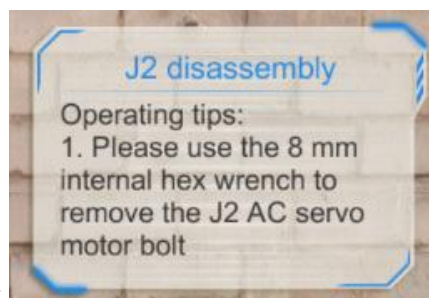 J2 disassembly
Operating tips:
1. Please use the 8 mm
internal hex wrench to
remove the J2 AC servo
motor bolt